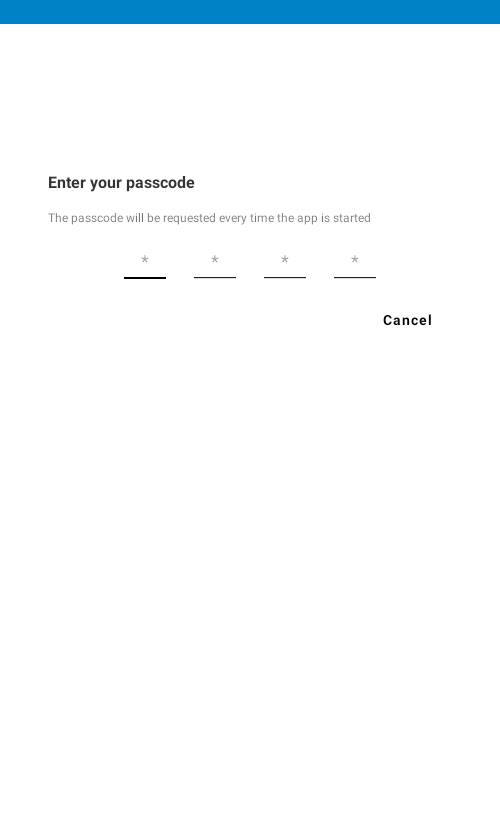 Enter your passcode
The passcode will be requested every time the app is started
* * * *
Cancel